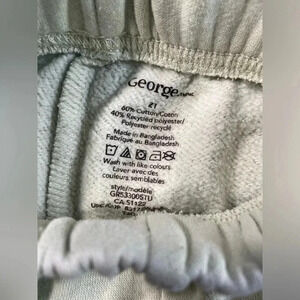 George
2T
60% Cotton/Coton
40% Recycled polyester/
Polyester recyclé
Made in Bangladesh
Fabriqué au Bangladesh
Wash with like colours
Laver avec des
couleurs semblables
style/modèle
GRS3300STU
CA 51122